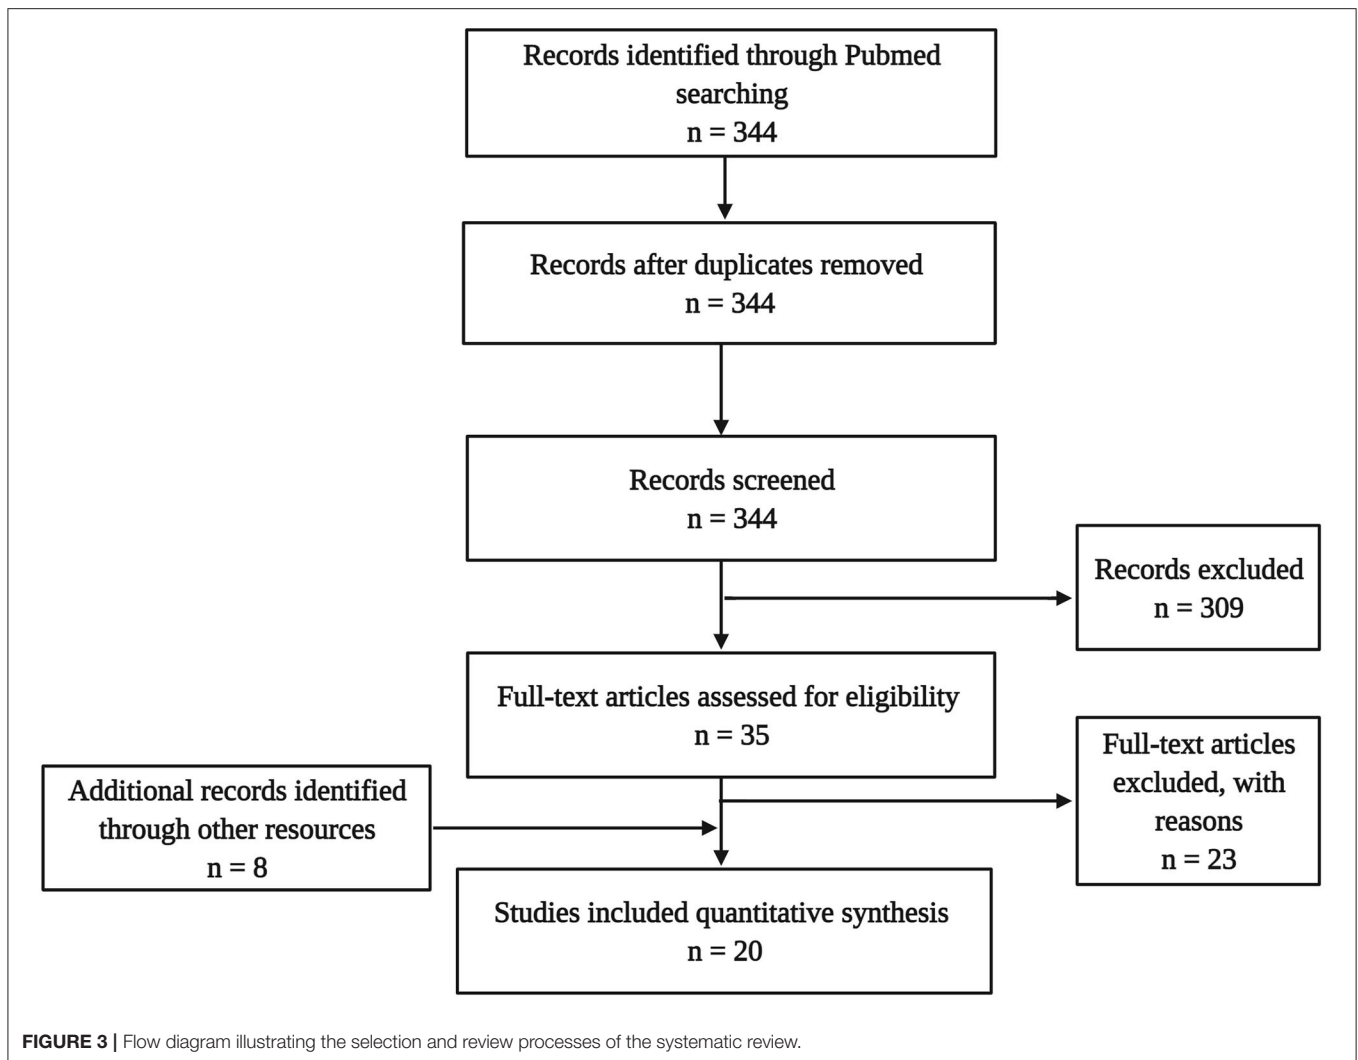 Records identified through Pubmed
searching
n = 344
Records after duplicates removed
n = 344
Records screened
n = 344
Records excluded
n = 309
Full-text articles assessed for eligibility
n = 35
Full-text articles
excluded, with
reasons
n = 23
Additional records identified
through other resources
n = 8
Studies included quantitative synthesis
n = 20
FIGURE 3 | Flow diagram illustrating the selection and review processes of the systematic review.